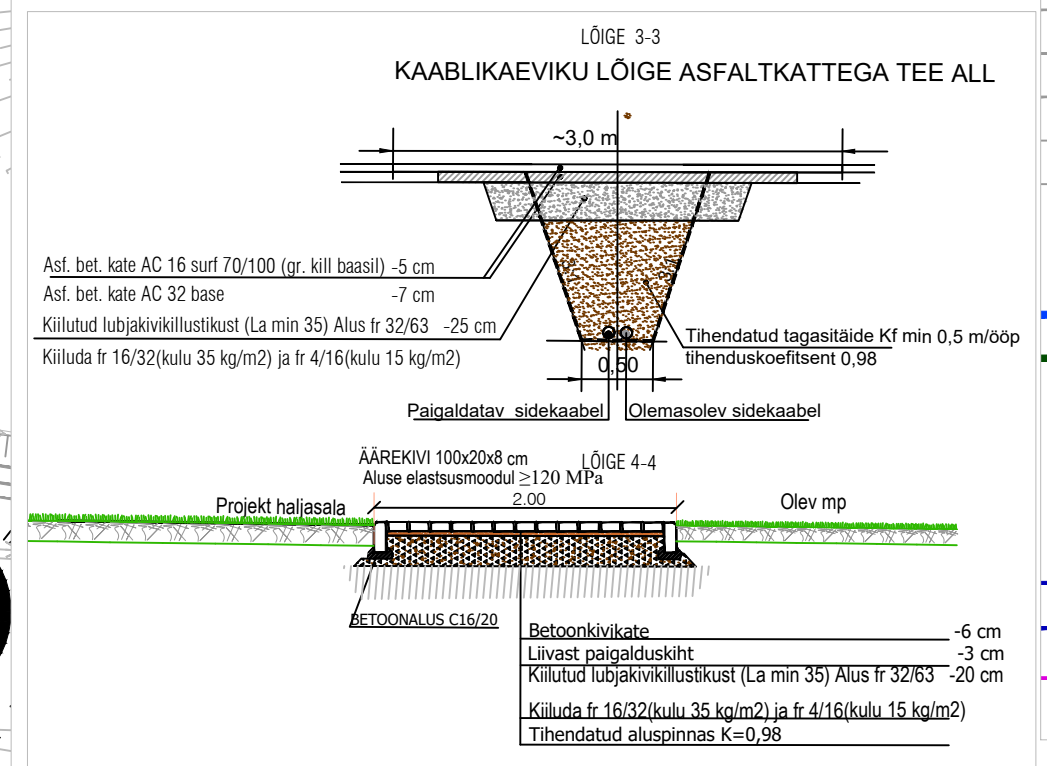 LÕIGE 3-3
KAABLIKAEVIKU LÕIGE ASFALTKATTEGA TEE ALL
~3,0 m
Asf. bet. kate AC 16 surf 70/100 (gr. kill baasil) -5 cm
Asf. bet. kate AC 32 base -7 cm
Kiilutud lubjakivikillustikust (La min 35) Alus fr 32/63 -25 cm
Kiiluda fr 16/32(kulu 35 kg/m2) ja fr 4/16(kulu 15 kg/m2)
Tihendatud tagasitäide Kf min 0,5 m/ööp
tihenduskoefitsent 0,98
0,50
Paigaldatav sidekaabel
Olemasolev sidekaabel
ÄÄREKIVI 100x20x8 cm
LÕIGE 4-4
Aluse elastsusmoodul ≥120 MPa
2.00
Projekt haljasala
Olev mp
BETOONALUS C16/20
Betoonkivikate -6 cm
Liivast paigalduskiht -3 cm
Kiilutud lubjakivikillustikust (La min 35) Alus fr 32/63 -20 cm
Kiiluda fr 16/32(kulu 35 kg/m2) ja fr 4/16(kulu 15 kg/m2)
Tihendatud aluspinnas K=0,98